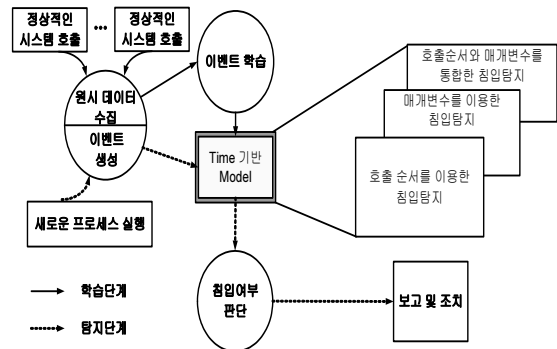 정상적인
시스템 호출
...
정상적인
시스템 호출
원시 데이터
수집
이벤트
생성
이벤트 학습
호출순서와 매개변수를
통합한 침입탐지
매개변수를 이용한
침입탐지
호출 순서를 이용한
침입탐지
Time 기반
Model
새로운 프로세스 실행
침입여부
판단
보고 및 조치
학습단계
탐지단계